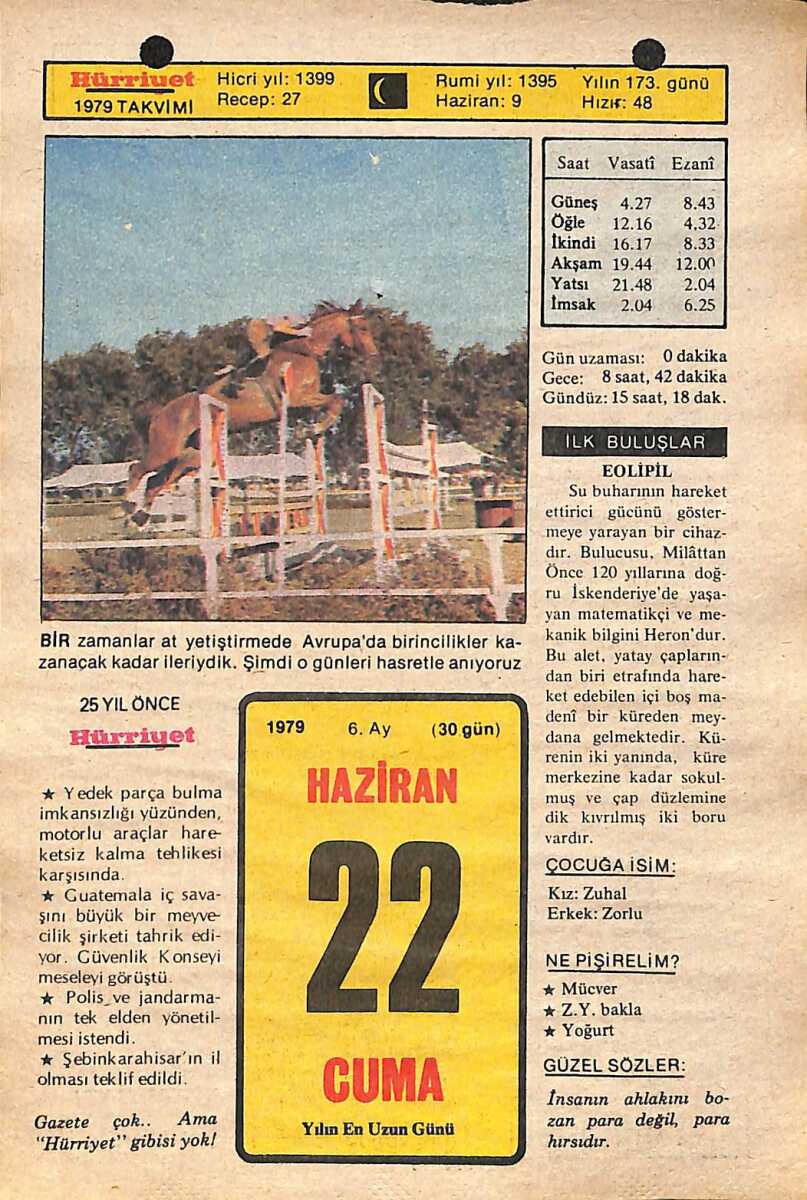 Hürriyet
1979 TAKVİMİ
Hicri yıl: 1399
Recep: 27
Rumi yıl: 1395
Haziran: 9
Yılın 173. günü
Hızır: 48
Saat Vasatî Ezanî
Güneş 4.27 8.43
Öğle 12.16 4.32
İkindi 16.17 8.33
Akşam 19.44 12.00
Yatsı 21.48 2.04
İmsak 2.04 6.25
Gün uzaması: 0 dakika
Gece: 8 saat, 42 dakika
Gündüz: 15 saat, 18 dak.
BİR zamanlar at yetiştirmede Avrupa'da birincilikler ka-
zanaçak kadar ileriydik. Şimdi o günleri hasretle anıyoruz
İLK BULUŞLAR
EOLİPİL
Su buharının hareket
ettirici gücünü göster-
meye yarayan bir cihaz-
dır. Bulucusu, Milâttan
Önce 120 yıllarına doğ-
ru İskenderiye'de yaşa-
yan matematikçi ve me-
kanik bilgini Heron'dur.
Bu alet, yatay çapların-
dan biri etrafında hare-
ket edebilen içi boş ma-
denî bir küreden mey-
dana gelmektedir. Kü-
renin iki yanında, küre
merkezine kadar sokul-
muş ve çap düzlemine
dik kıvrılmış iki boru
vardır.
ÇOCUĞA İSİM:
Kız: Zuhal
Erkek: Zorlu
NE PİŞİRELİM?
★ Mücver
★ Z.Y. bakla
★ Yoğurt
GÜZEL SÖZLER:
İnsanın ahlakını bo-
zan para değil, para
hırsıdır.
25 YIL ÖNCE
Hürriyet
★ Yedek parça bulma
imkansızlığı yüzünden,
motorlu araçlar hare-
ketsiz kalma tehlikesi
karşısında.
★ Guatemala iç sava-
şını büyük bir meyve-
cilik şirketi tahrik edi-
yor. Güvenlik Konseyi
meseleyi görüştü.
★ Polis ve jandarma-
nın tek elden yönetil-
mesi istendi.
★ Şebinkarahisar'ın il
olması teklif edildi.
Gazete çok.. Ama
"Hürriyet" gibisi yok!
1979 6. Ay (30 gün)
HAZİRAN
22
CUMA
Yılın En Uzun Günü